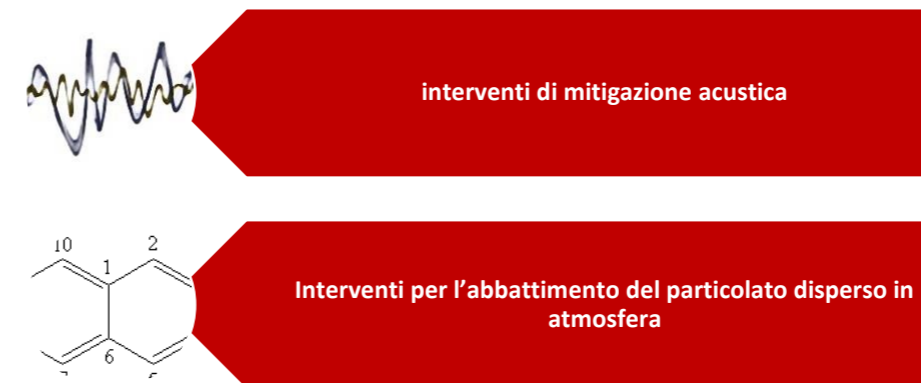 interventi di mitigazione acustica
10
2
1
Interventi per l’abbattimento del particolato disperso in
atmosfera
6